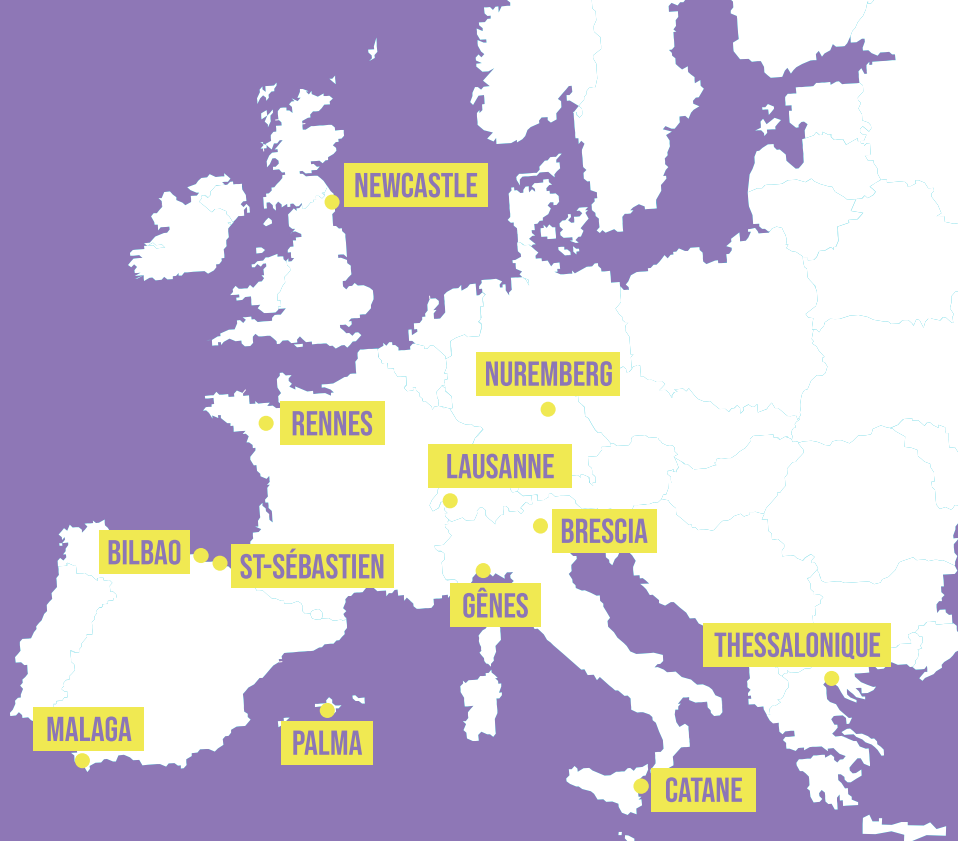 NEWCASTLE
NUREMBERG
RENNES
LAUSANNE
BRESCIA
BILBAO
ST-SÉBASTIEN
GÊNES
THESSALONIQUE
MALAGA
PALMA
CATANE